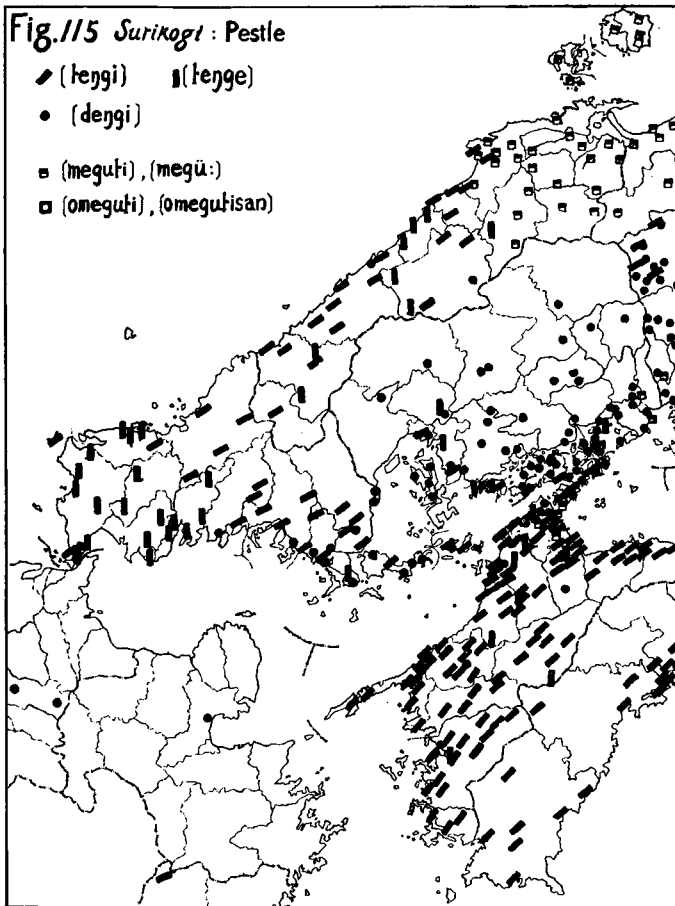 Fig.115 Surikogi : Pestle
(teŋgi) (teŋge)
(deŋgi)
(meguti), (megü:)
(omeguti), (omegutisan)